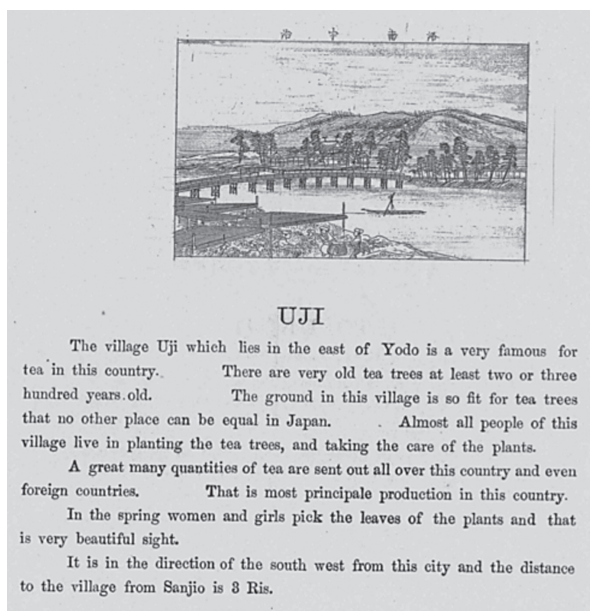 UJI
The village Uji which lies in the east of Yodo is a very famous for
tea in this country. There are very old tea trees at least two or three
hundred years old. The ground in this village is so fit for tea trees
that no other place can be equal in Japan. Almost all people of this
village live in planting the tea trees, and taking the care of the plants.
A great many quantities of tea are sent out all over this country and even
foreign countries. That is most principale production in this country.
In the spring women and girls pick the leaves of the plants and that
is very beautiful sight.
It is in the direction of the south west from this city and the distance
to the village from Sanjio is 3 Ris.